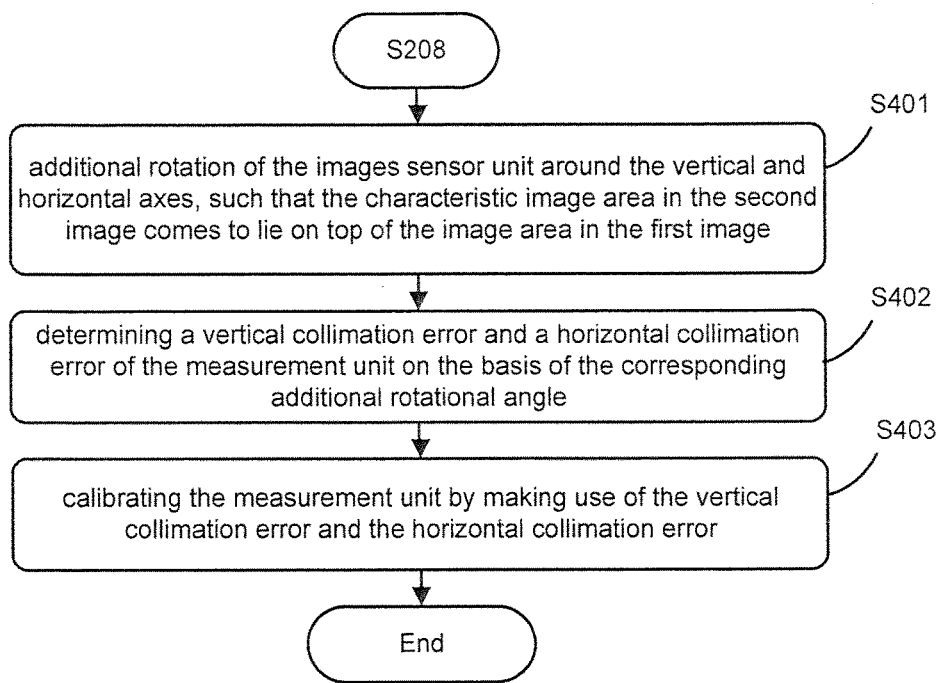 S208
S401
additional rotation of the images sensor unit around the vertical and
horizontal axes, such that the characteristic image area in the second
image comes to lie on top of the image area in the first image
S402
determining a vertical collimation error and a horizontal collimation
error of the measurement unit on the basis of the corresponding
additional rotational angle
S403
calibrating the measurement unit by making use of the vertical
collimation error and the horizontal collimation error
End